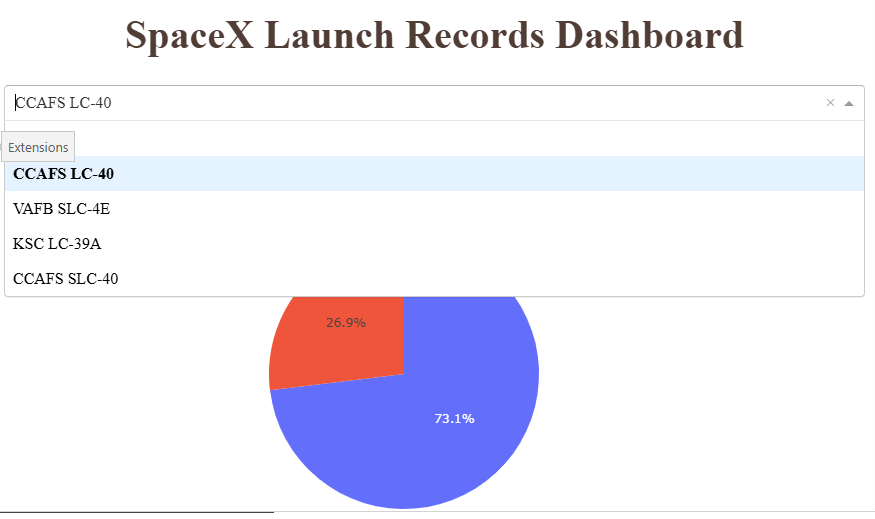 SpaceX Launch Records Dashboard
CCAFS LC-40
Extensions
CCAFS LC-40
VAFB SLC-4E
KSC LC-39A
CCAFS SLC-40
26.9%
73.1%